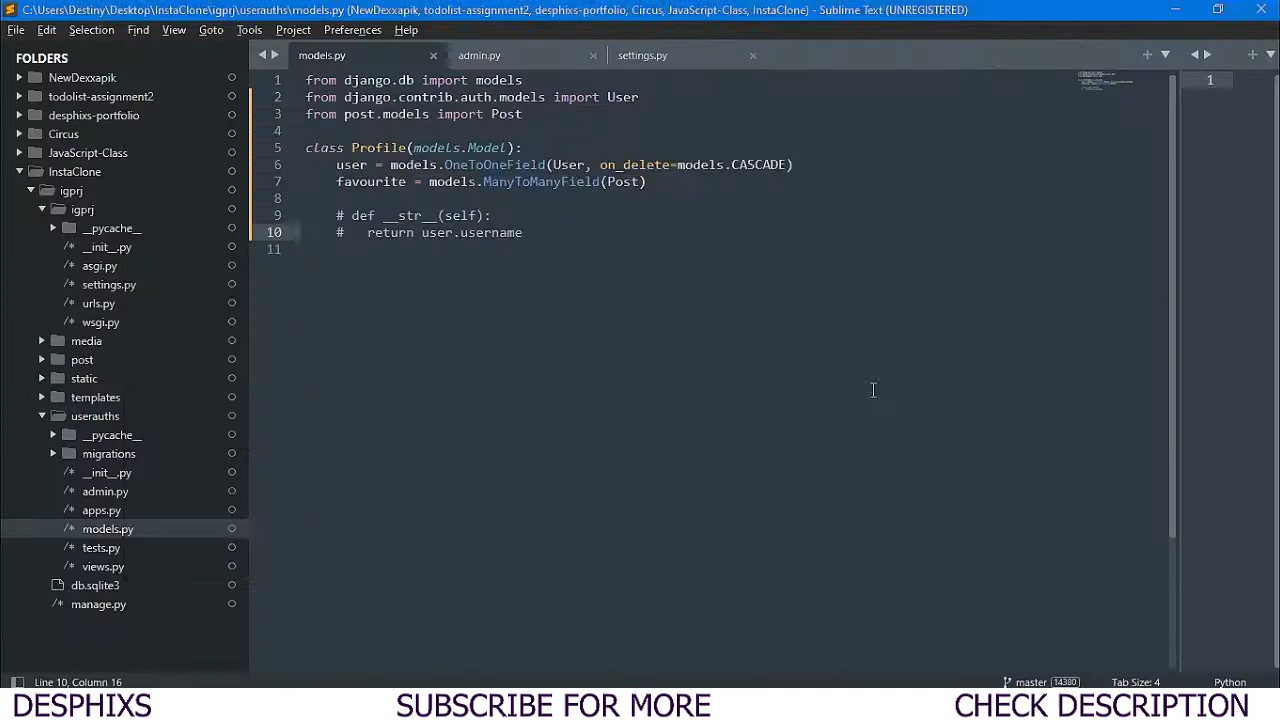 C:\Users\Destiny\Desktop\InstaClone\igprj\userauths\models.py (NewDexxapik, todolist-assignment2, desphixs-portfolio, Circus, JavaScript-Class, InstaClone) - Sublime Text (UNREGISTERED)
File Edit Selection Find View Goto Tools Project Preferences Help
FOLDERS
NewDexxapik
todolist-assignment2
desphixs-portfolio
Circus
JavaScript-Class
InstaClone
igprj
igprj
__pycache__
__init__.py
asgi.py
settings.py
urls.py
wsgi.py
media
post
static
templates
userauths
__pycache__
migrations
__init__.py
admin.py
apps.py
models.py
tests.py
views.py
db.sqlite3
manage.py
models.py admin.py settings.py
1 from django.db import models
2 from django.contrib.auth.models import User
3 from post.models import Post
4
5 class Profile(models.Model):
6 user = models.OneToOneField(User, on_delete=models.CASCADE)
7 favourite = models.ManyToManyField(Post)
8
9 # def __str__(self):
10 # return user.username
11
1
Line 10, Column 16
master 14380
Tab Size: 4
Python
DESPHIXS
SUBSCRIBE FOR MORE
CHECK DESCRIPTION